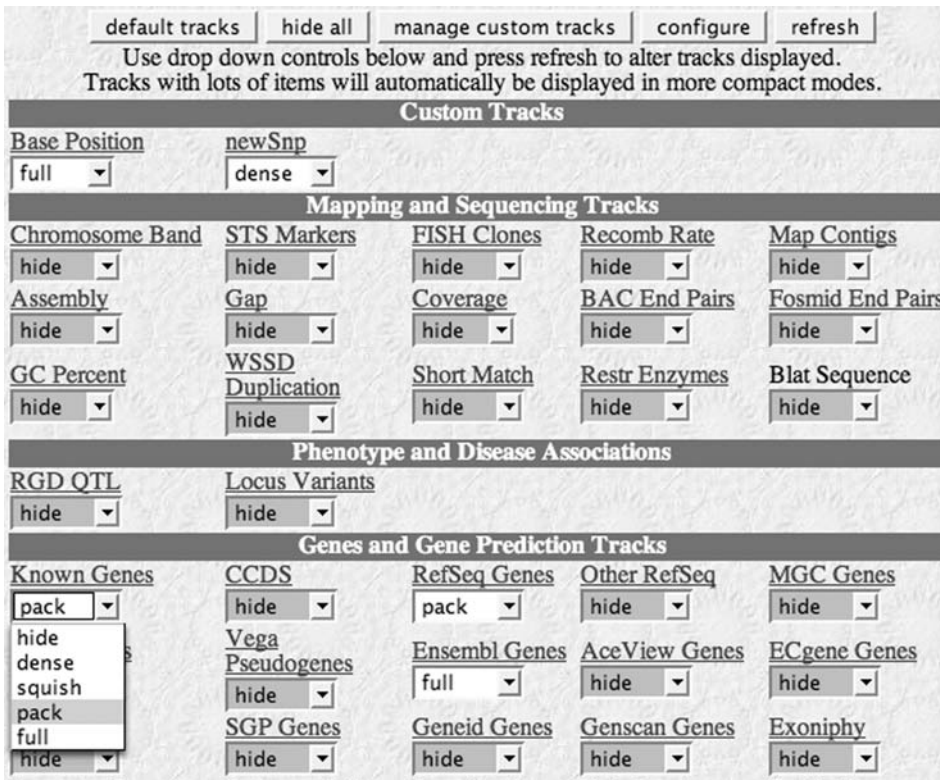 default tracks hide all manage custom tracks configure refresh
Use drop down controls below and press refresh to alter tracks displayed.
Tracks with lots of items will automatically be displayed in more compact modes.
Custom Tracks
Base Position newSnp
full dense
Mapping and Sequencing Tracks
Chromosome Band STS Markers FISH Clones Recomb Rate Map Contigs
hide hide hide hide hide
Assembly Gap Coverage BAC End Pairs Fosmid End Pairs
hide hide hide hide hide
WSSD
GC Percent Duplication Short Match Restr Enzymes Blat Sequence
hide hide hide hide hide
Phenotype and Disease Associations
RGD QTL Locus Variants
hide hide
Genes and Gene Prediction Tracks
Known Genes CCDS RefSeq Genes Other RefSeq MGC Genes
pack hide pack hide hide
hide
dense
squish
pack
full
Vega
Pseudogenes Ensembl Genes AceView Genes ECgene Genes
hide full hide hide
SGP Genes Geneid Genes Genscan Genes Exoniphy
hide hide hide hide hide